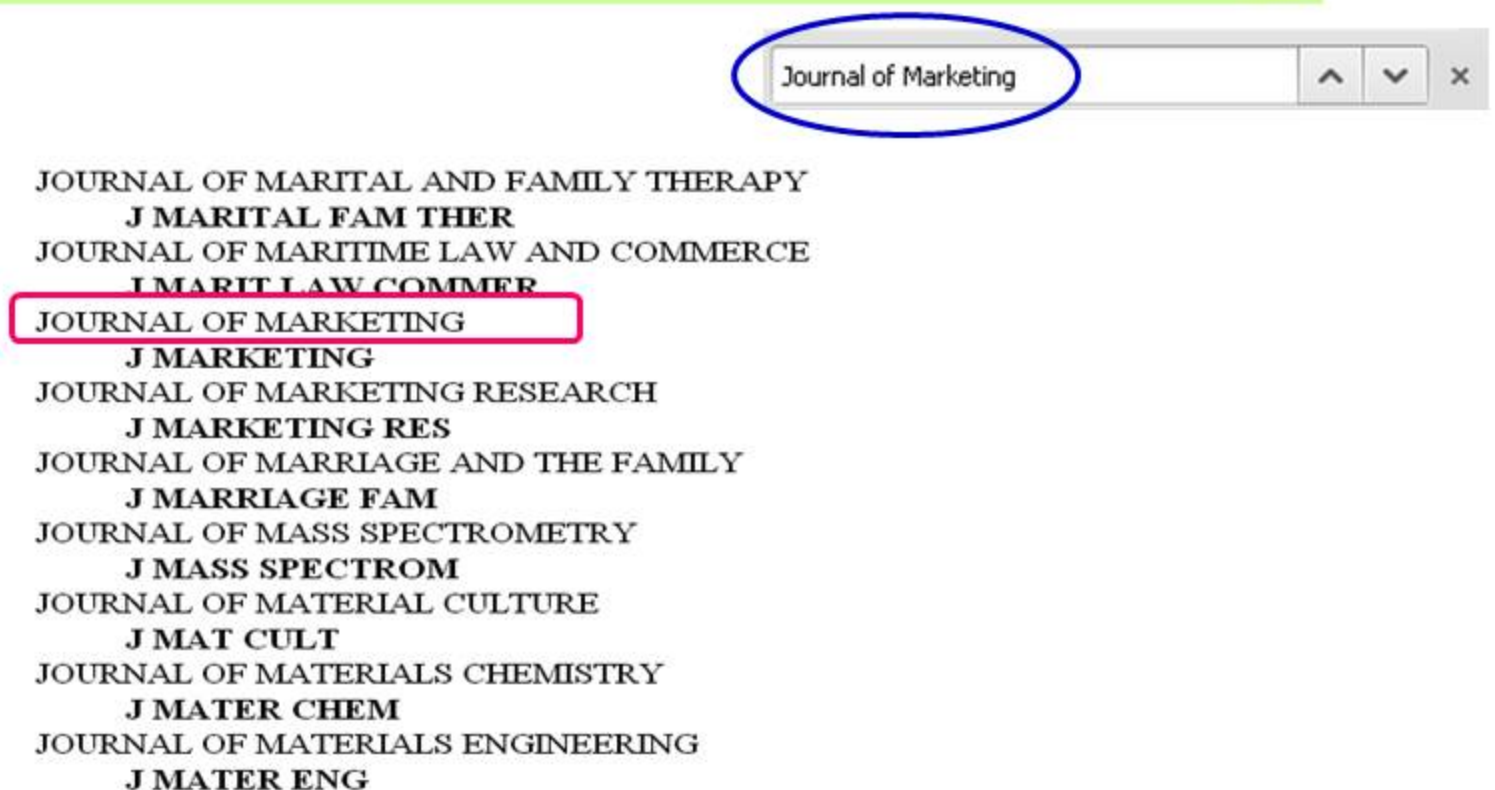 Journal of Marketing
JOURNAL OF MARITAL AND FAMILY THERAPY
J MARITAL FAM THER
JOURNAL OF MARITIME LAW AND COMMERCE
J MARIT LAW COMMER
JOURNAL OF MARKETING
J MARKETING
JOURNAL OF MARKETING RESEARCH
J MARKETING RES
JOURNAL OF MARRIAGE AND THE FAMILY
J MARRIAGE FAM
JOURNAL OF MASS SPECTROMETRY
J MASS SPECTROM
JOURNAL OF MATERIAL CULTURE
J MAT CULT
JOURNAL OF MATERIALS CHEMISTRY
J MATER CHEM
JOURNAL OF MATERIALS ENGINEERING
J MATER ENG